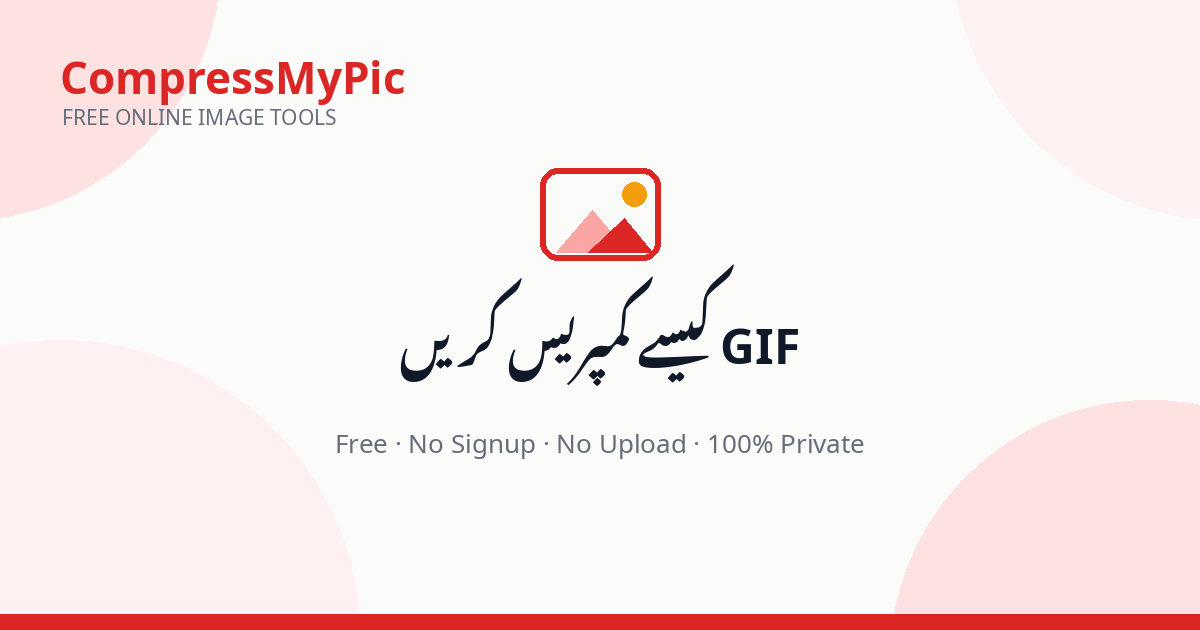 CompressMyPic
FREE ONLINE IMAGE TOOLS
GIF کیسے کمپریس کریں
Free · No Signup · No Upload · 100% Private